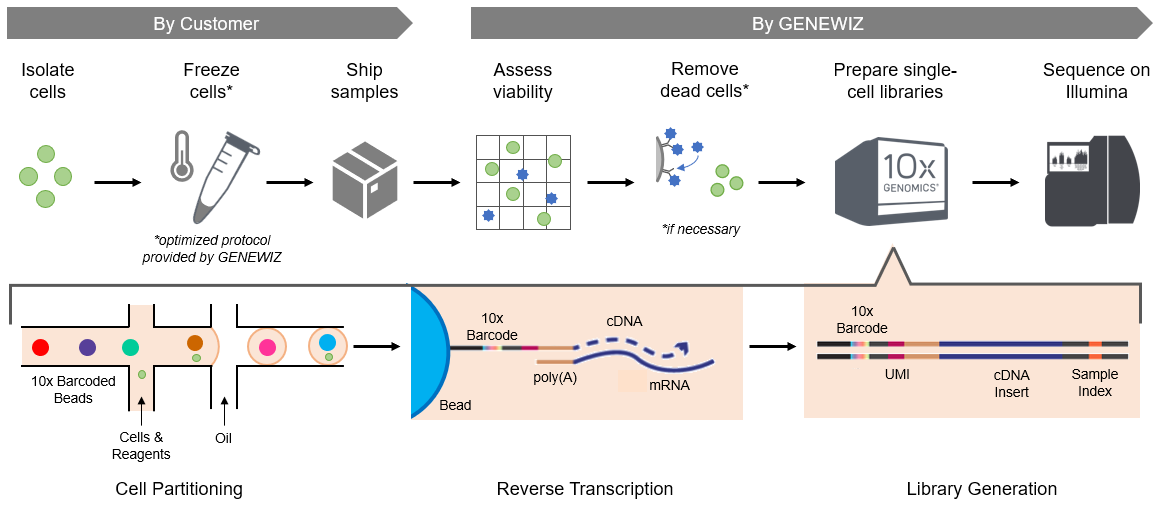 By Customer
By GENEWIZ
Isolate
cells
Freeze
cells*
Ship
samples
Assess
viability
Remove
dead cells*
Prepare single-
cell libraries
Sequence on
Illumina
10x
GENOMICS®
*optimized protocol
provided by GENEWIZ
*if necessary
10x Barcoded
Beads
Cells &
Reagents
Oil
Cell Partitioning
10x
Barcode
cDNA
poly(A)
mRNA
Bead
Reverse Transcription
10x
Barcode
UMI
cDNA
Insert
Sample
Index
Library Generation